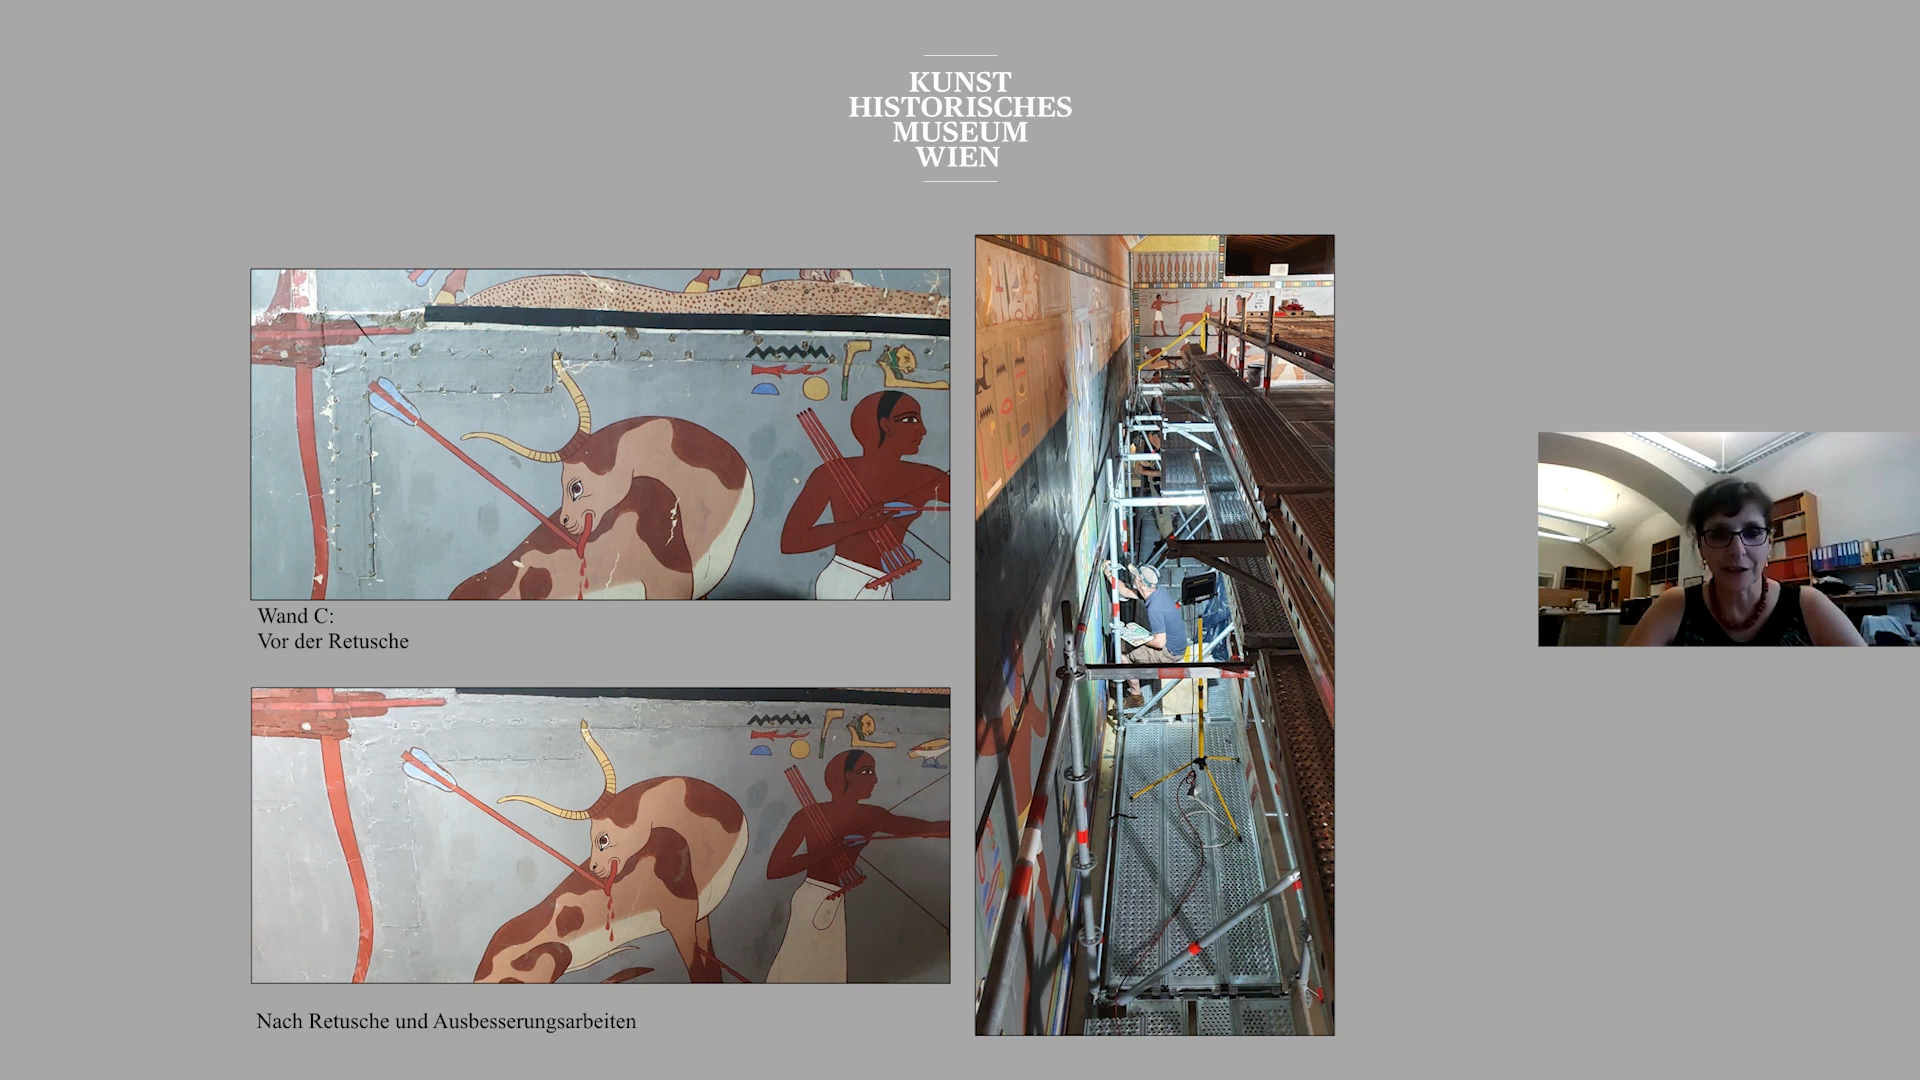 KUNST
HISTORISCHES
MUSEUM
WIEN
Wand C:
Vor der Retusche
Nach Retusche und Ausbesserungsarbeiten